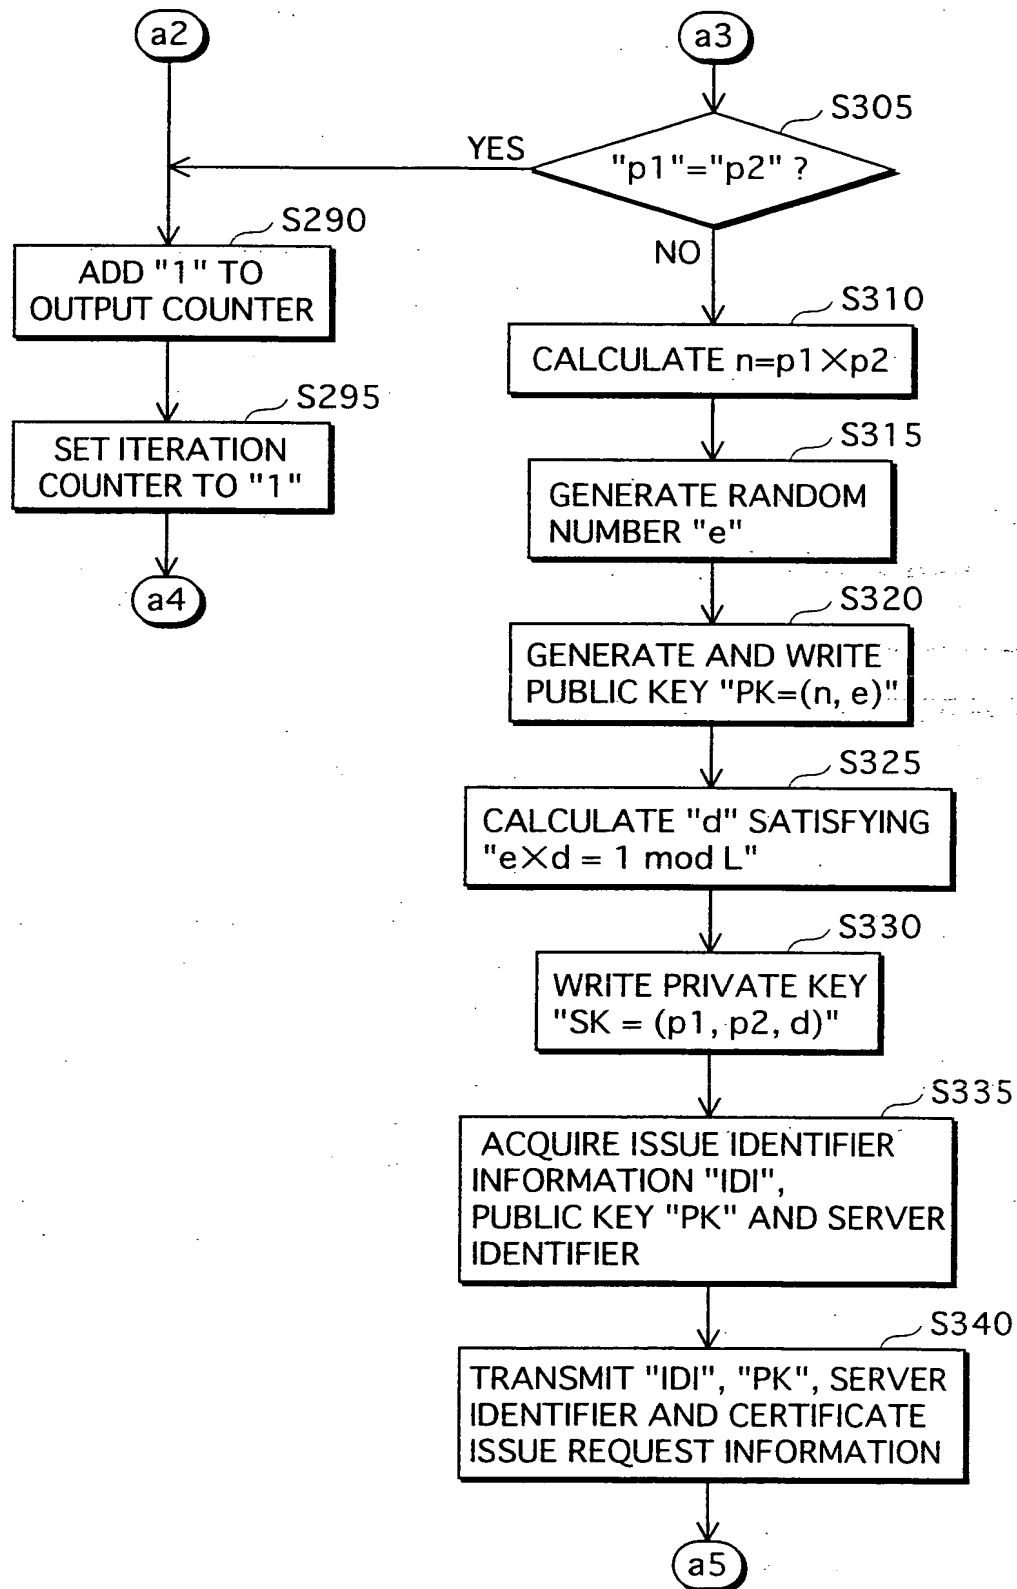 a2
a3
S305
YES
"p1"="p2" ?
S290
NO
ADD "1" TO
OUTPUT COUNTER
S310
CALCULATE n=p1×p2
S295
SET ITERATION
COUNTER TO "1"
S315
GENERATE RANDOM
NUMBER "e"
a4
S320
GENERATE AND WRITE
PUBLIC KEY "PK=(n, e)"
S325
CALCULATE "d" SATISFYING
"e×d = 1 mod L"
S330
WRITE PRIVATE KEY
"SK = (p1, p2, d)"
S335
ACQUIRE ISSUE IDENTIFIER
INFORMATION "IDI",
PUBLIC KEY "PK" AND SERVER
IDENTIFIER
S340
TRANSMIT "IDI", "PK", SERVER
IDENTIFIER AND CERTIFICATE
ISSUE REQUEST INFORMATION
a5